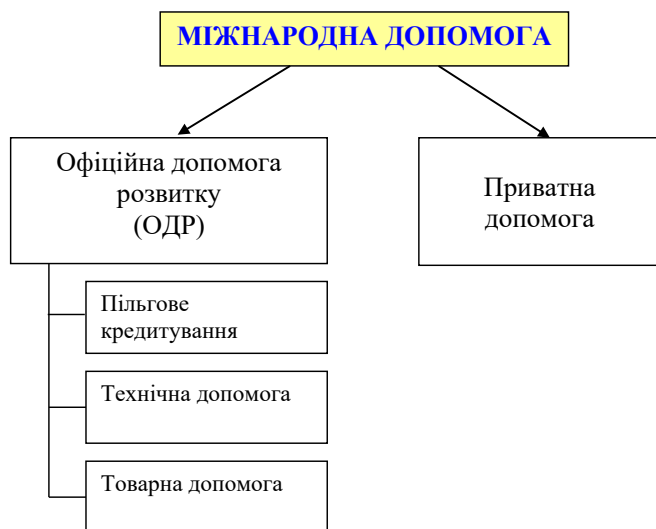 МІЖНАРОДНА ДОПОМОГА
Офіційна допомога
розвитку
(ОДР)
Приватна
допомога
Пільгове
кредитування
Технічна допомога
Товарна допомога